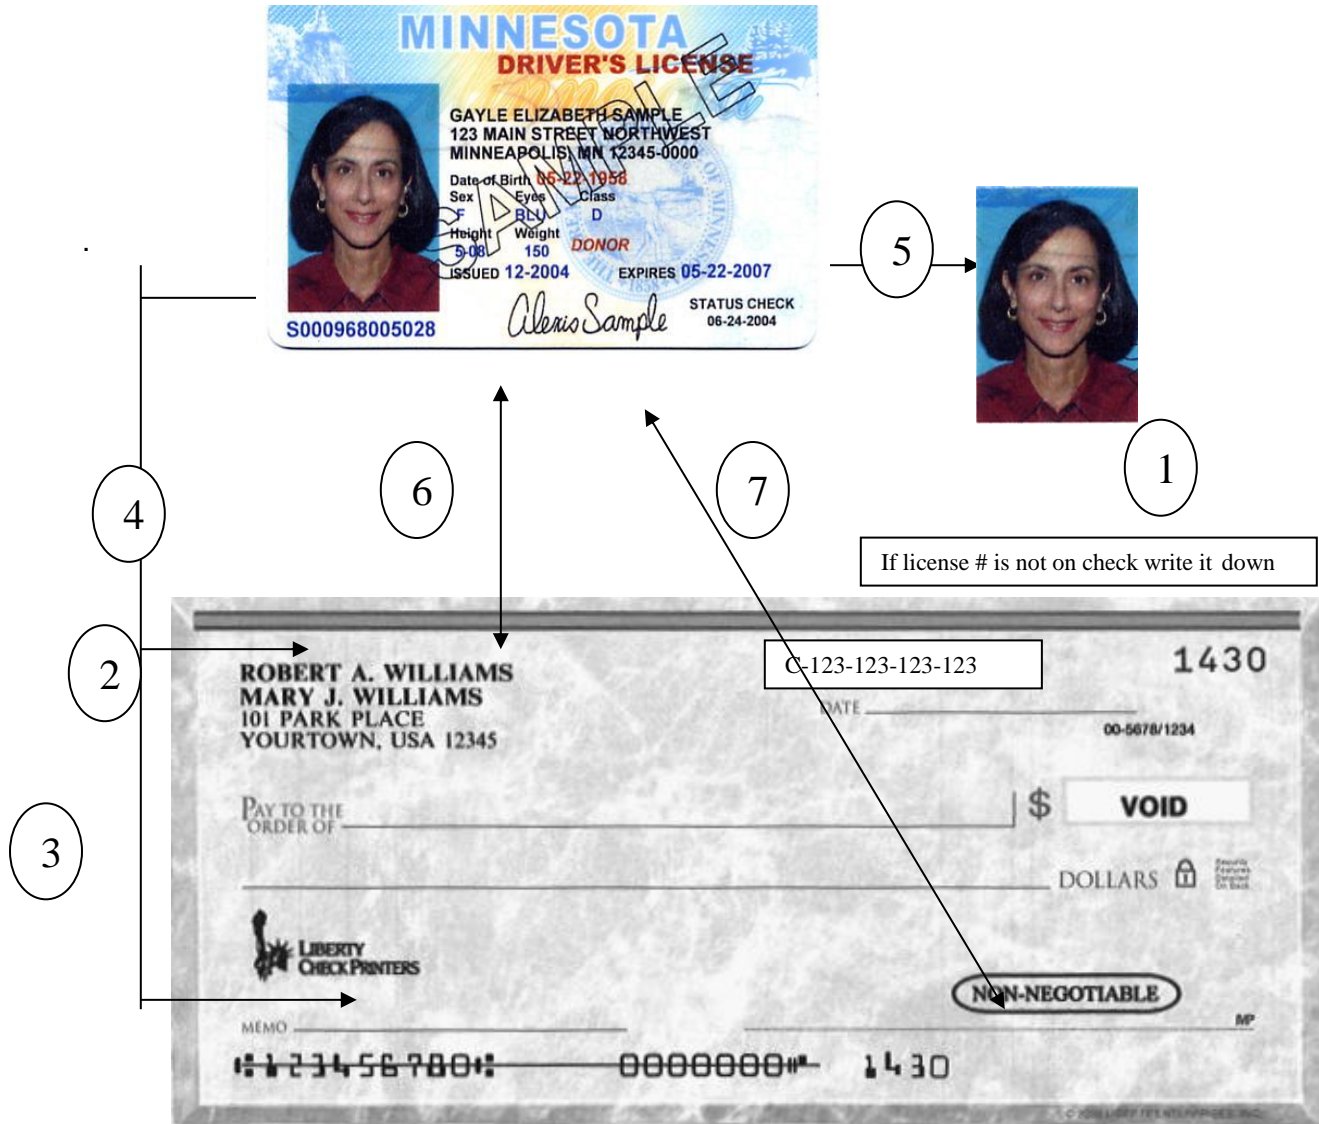 MINNESOTA
DRIVER'S LICENSE
SAMPLE
GAYLE ELIZABETH SAMPLE
123 MAIN STREET NORTHWEST
MINNEAPOLIS, MN 12345-0000
Date of Birth 05-22-1958
Sex Eyes Class
F BLU D
Height Weight
5-08 150 DONOR
ISSUED 12-2004 EXPIRES 05-22-2007
Alexis Sample
STATUS CHECK
06-24-2004
S000968005028
5
1
4
6
7
If license # is not on check write it down
2
C-123-123-123-123
1430
ROBERT A. WILLIAMS
MARY J. WILLIAMS
101 PARK PLACE
YOURTOWN, USA 12345
DATE
00-5678/1234
PAY TO THE
ORDER OF
$ VOID
3
DOLLARS
Security
Features
Detailed
On Back
LIBERTY
CHECK PRINTERS
NON-NEGOTIABLE
MEMO
MP
⑆123456780⑆ 0000000⑈ 1430